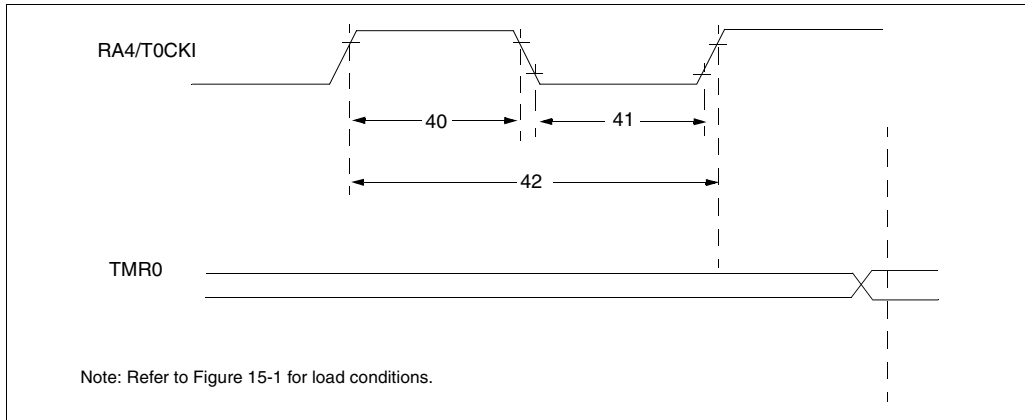 RA4/T0CKI
40
41
42
TMR0
Note: Refer to Figure 15-1 for load conditions.